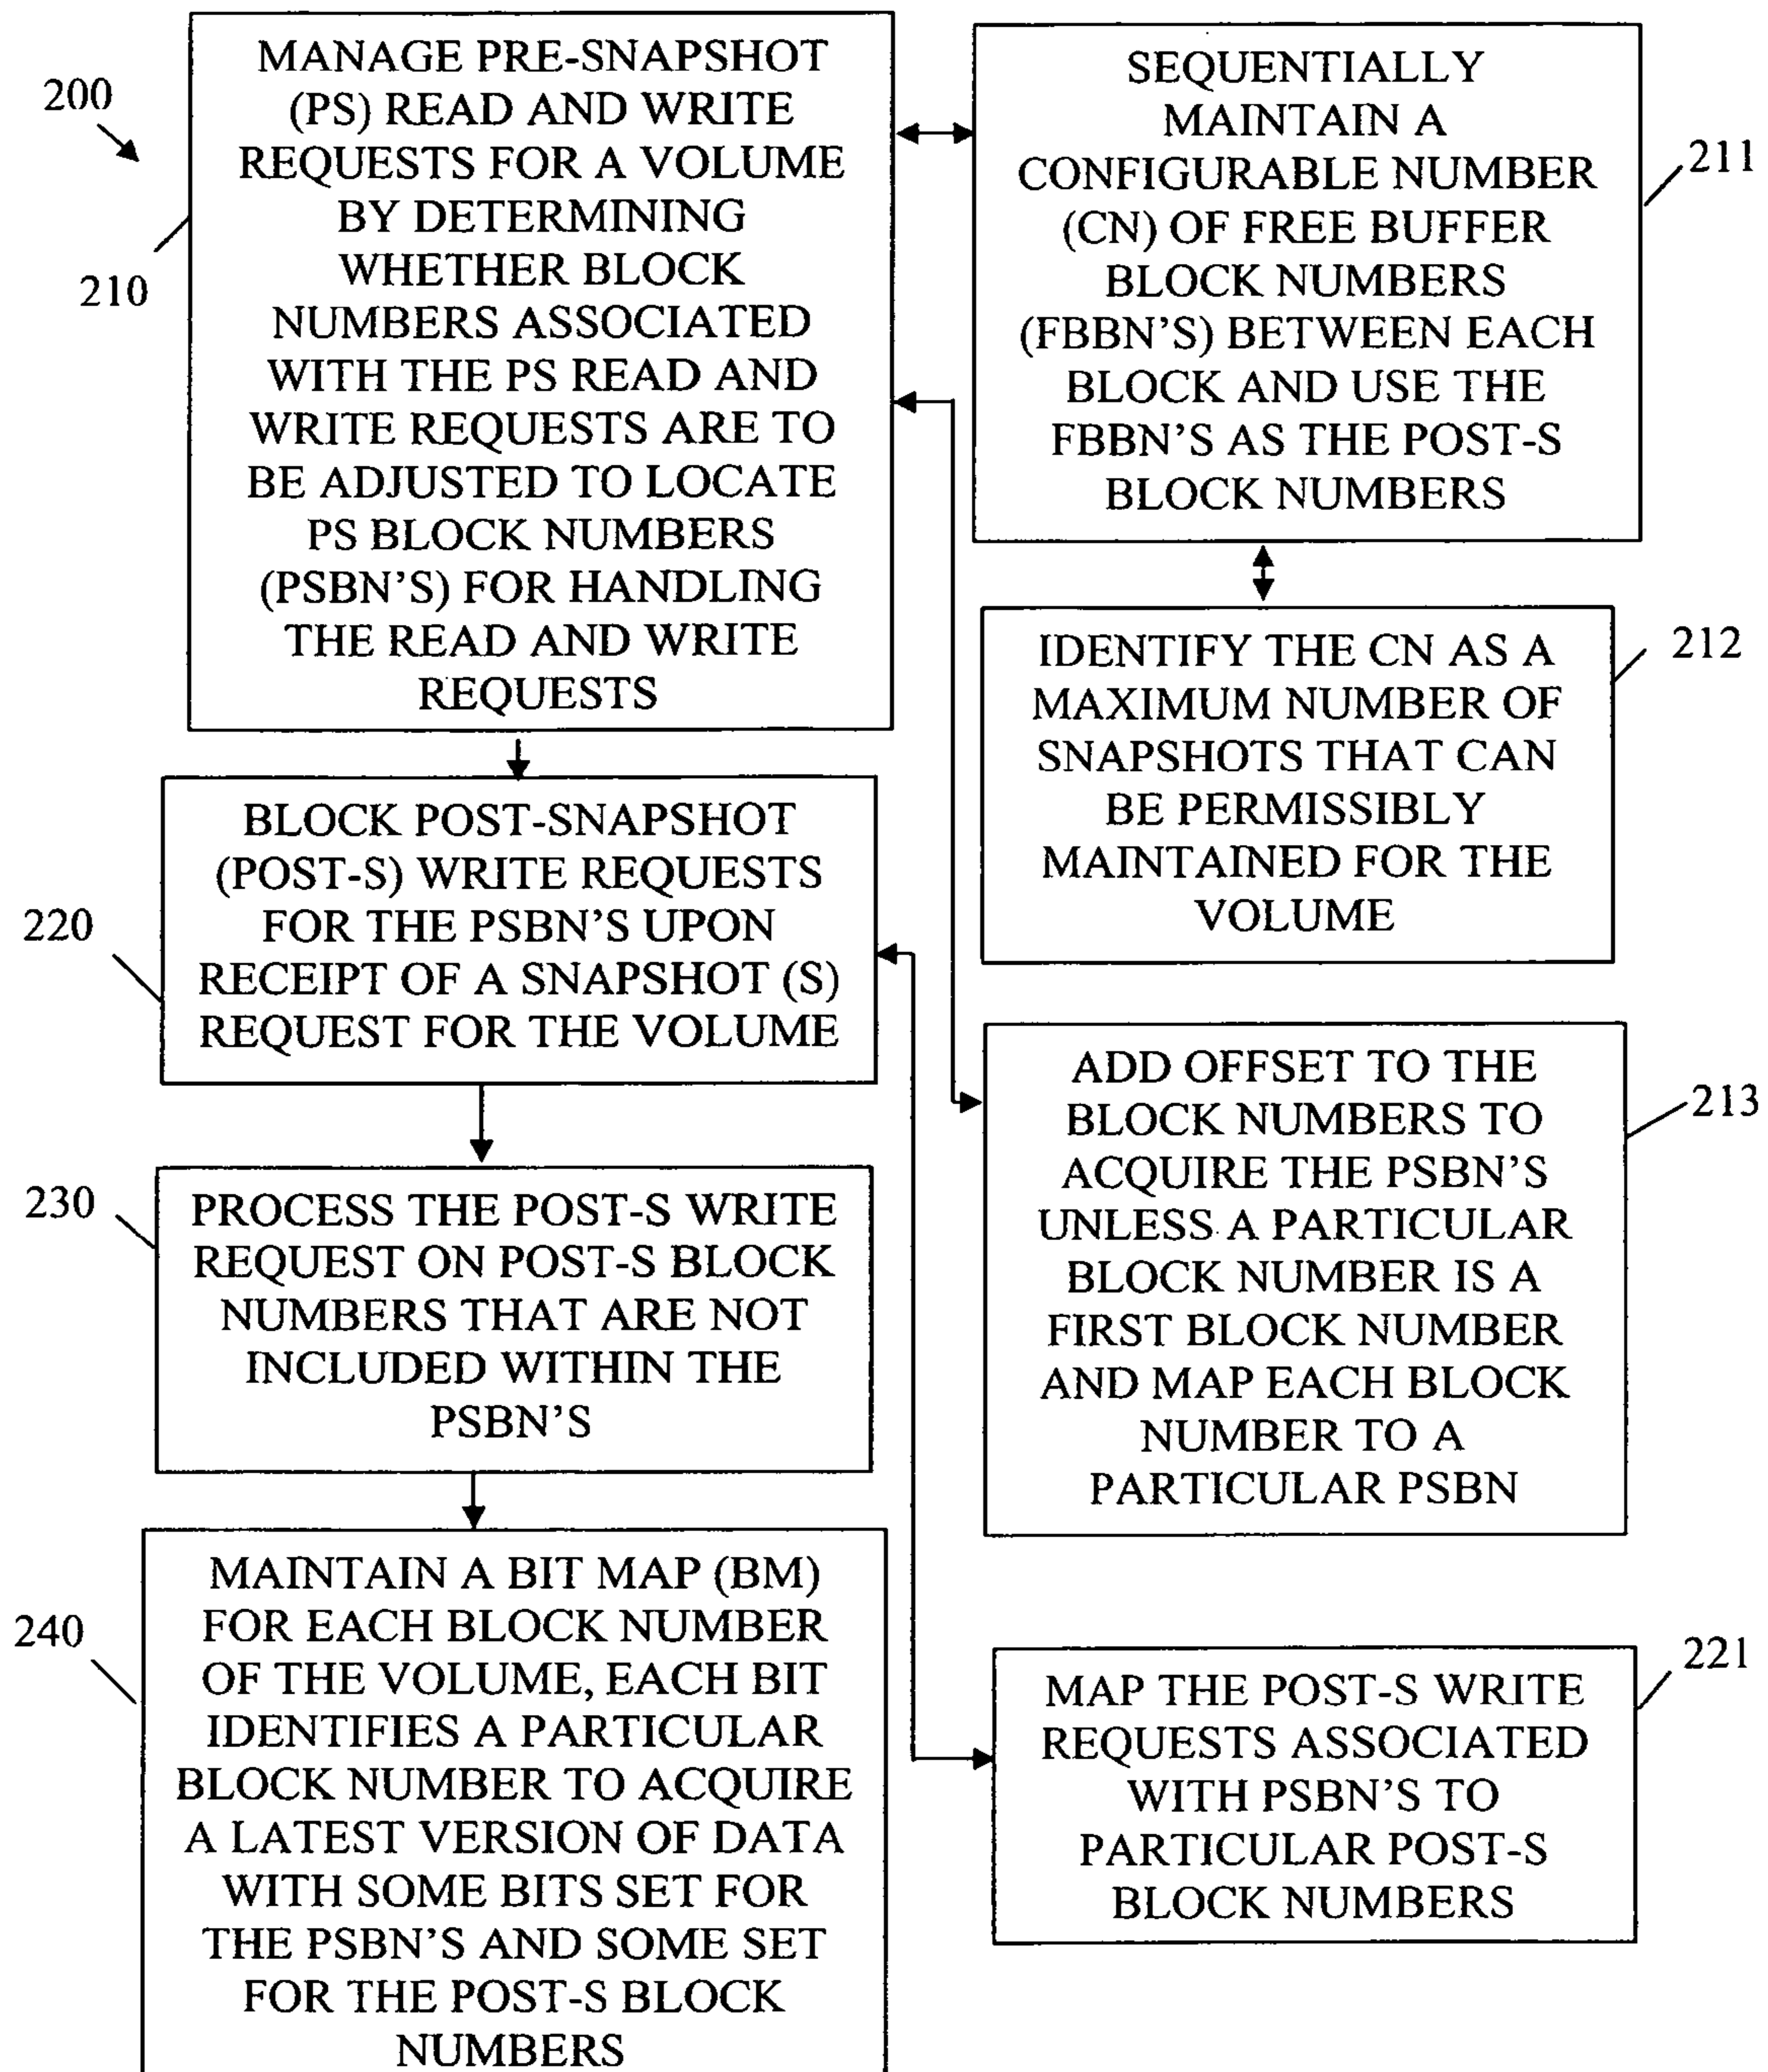 200
MANAGE PRE-SNAPSHOT
(PS) READ AND WRITE
REQUESTS FOR A VOLUME
BY DETERMINING
WHETHER BLOCK
NUMBERS ASSOCIATED
WITH THE PS READ AND
WRITE REQUESTS ARE TO
BE ADJUSTED TO LOCATE
PS BLOCK NUMBERS
(PSBN'S) FOR HANDLING
THE READ AND WRITE
REQUESTS
210
SEQUENTIALLY
MAINTAIN A
CONFIGURABLE NUMBER
(CN) OF FREE BUFFER
BLOCK NUMBERS
(FBBN'S) BETWEEN EACH
BLOCK AND USE THE
FBBN'S AS THE POST-S
BLOCK NUMBERS
211
IDENTIFY THE CN AS A
MAXIMUM NUMBER OF
SNAPSHOTS THAT CAN
BE PERMISSIBLY
MAINTAINED FOR THE
VOLUME
212
BLOCK POST-SNAPSHOT
(POST-S) WRITE REQUESTS
FOR THE PSBN'S UPON
RECEIPT OF A SNAPSHOT (S)
REQUEST FOR THE VOLUME
220
ADD OFFSET TO THE
BLOCK NUMBERS TO
ACQUIRE THE PSBN'S
UNLESS A PARTICULAR
BLOCK NUMBER IS A
FIRST BLOCK NUMBER
AND MAP EACH BLOCK
NUMBER TO A
PARTICULAR PSBN
213
230
PROCESS THE POST-S WRITE
REQUEST ON POST-S BLOCK
NUMBERS THAT ARE NOT
INCLUDED WITHIN THE
PSBN'S
240
MAINTAIN A BIT MAP (BM)
FOR EACH BLOCK NUMBER
OF THE VOLUME, EACH BIT
IDENTIFIES A PARTICULAR
BLOCK NUMBER TO ACQUIRE
A LATEST VERSION OF DATA
WITH SOME BITS SET FOR
THE PSBN'S AND SOME SET
FOR THE POST-S BLOCK
NUMBERS
221
MAP THE POST-S WRITE
REQUESTS ASSOCIATED
WITH PSBN'S TO
PARTICULAR POST-S
BLOCK NUMBERS